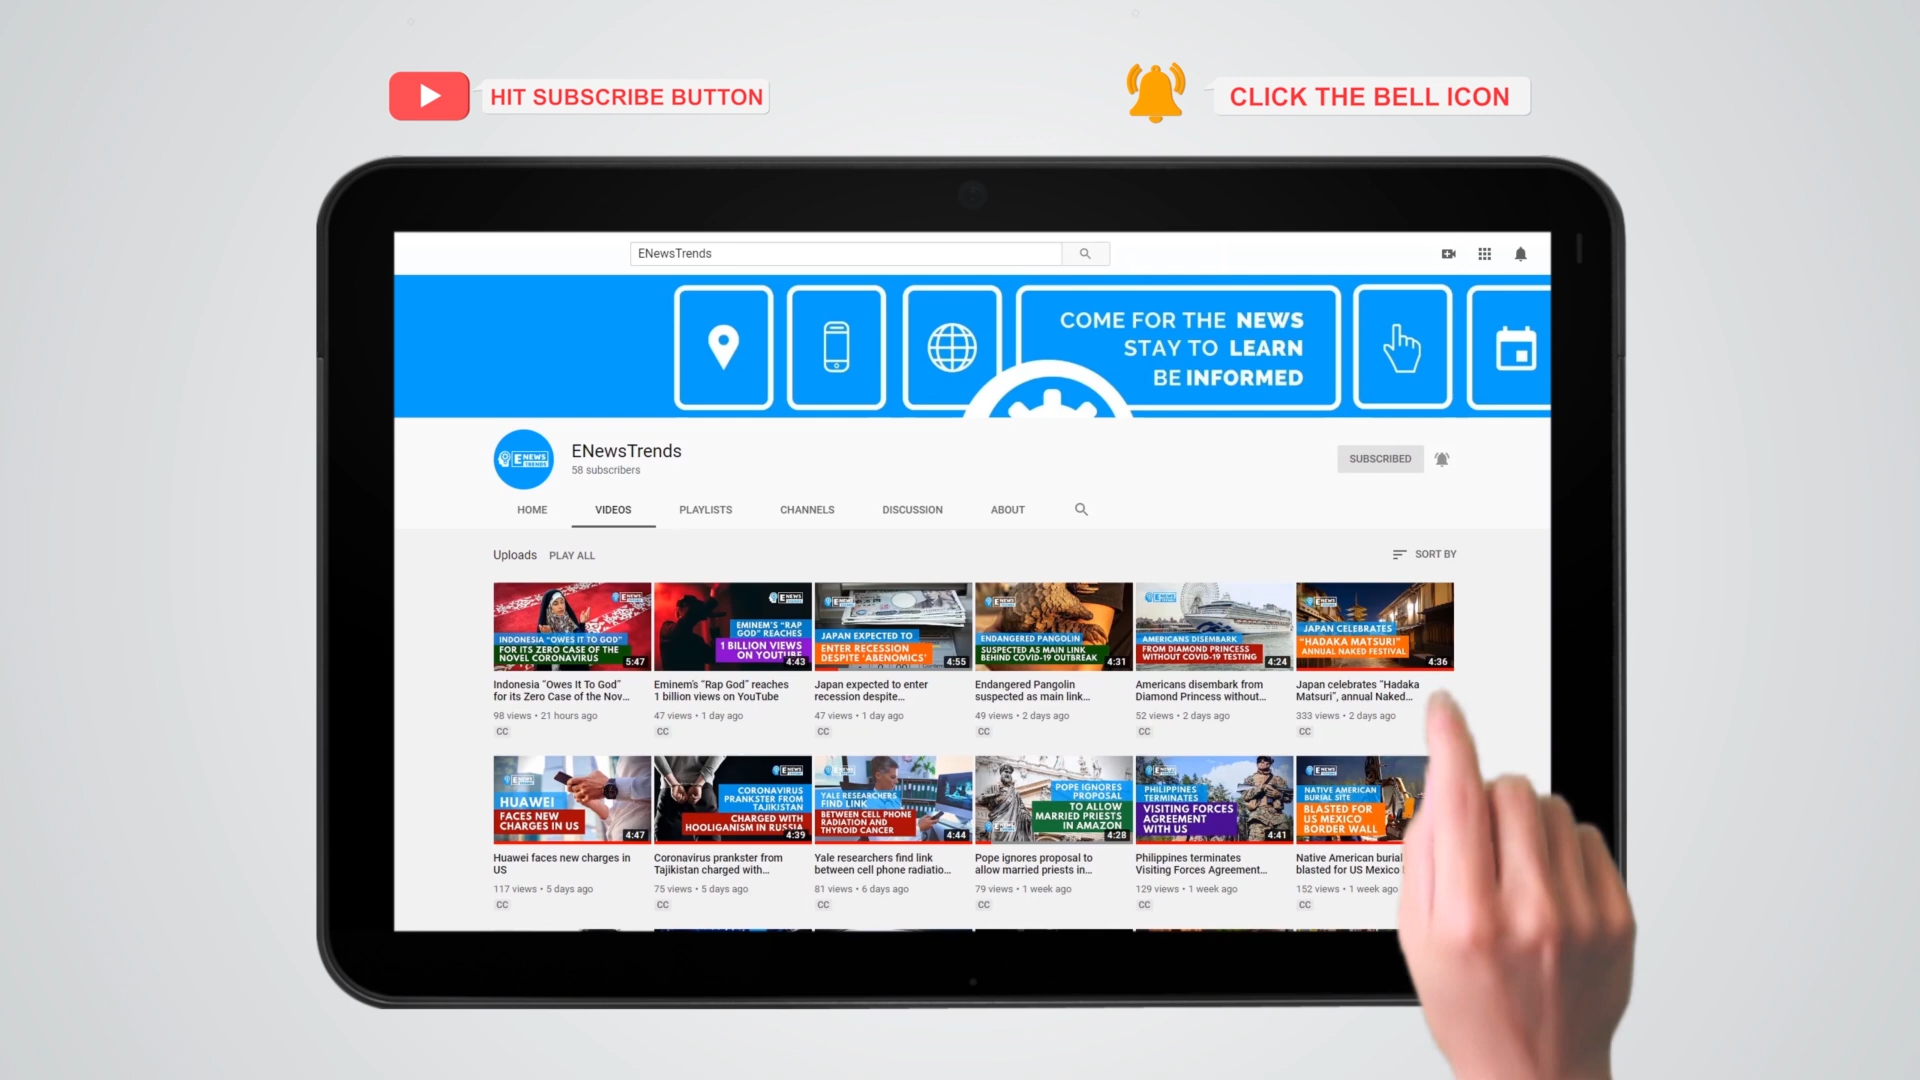 HIT SUBSCRIBE BUTTON
CLICK THE BELL ICON
ENewsTrends
COME FOR THE NEWS
STAY TO LEARN
BE INFORMED
E NEWS
TRENDS
ENewsTrends
58 subscribers
SUBSCRIBED
HOME VIDEOS PLAYLISTS CHANNELS DISCUSSION ABOUT
Uploads PLAY ALL
SORT BY
INDONESIA "OWES IT TO GOD"
FOR ITS ZERO CASE OF THE
NOVEL CORONAVIRUS
5:47
EMINEM'S "RAP
GOD" REACHES
1 BILLION VIEWS
ON YOUTUBE
4:43
JAPAN EXPECTED TO
ENTER RECESSION
DESPITE 'ABENOMICS'
4:55
ENDANGERED PANGOLIN
SUSPECTED AS MAIN LINK
BEHIND COVID-19 OUTBREAK
4:31
AMERICANS DISEMBARK
FROM DIAMOND PRINCESS
WITHOUT COVID-19 TESTING
4:24
JAPAN CELEBRATES
"HADAKA MATSURI"
ANNUAL NAKED FESTIVAL
4:36
Indonesia "Owes It To God"
for its Zero Case of the Nov...
98 views • 21 hours ago
CC
Eminem's "Rap God" reaches
1 billion views on YouTube
47 views • 1 day ago
CC
Japan expected to enter
recession despite...
47 views • 1 day ago
CC
Endangered Pangolin
suspected as main link...
49 views • 2 days ago
CC
Americans disembark from
Diamond Princess without...
52 views • 2 days ago
CC
Japan celebrates "Hadaka
Matsuri", annual Naked...
333 views • 2 days ago
CC
HUAWEI
FACES NEW
CHARGES IN US
4:47
CORONAVIRUS
PRANKSTER FROM
TAJIKISTAN
CHARGED WITH
HOOLIGANISM IN RUSSIA
4:39
YALE RESEARCHERS
FIND LINK
BETWEEN CELL PHONE
RADIATION AND
THYROID CANCER
4:44
POPE IGNORES
PROPOSAL
TO ALLOW
MARRIED PRIESTS
IN AMAZON
4:28
PHILIPPINES
TERMINATES
VISITING FORCES
AGREEMENT
WITH US
4:41
NATIVE AMERICAN
BURIAL SITE
BLASTED FOR
US MEXICO
BORDER WALL
Huawei faces new charges in
US
117 views • 5 days ago
CC
Coronavirus prankster from
Tajikistan charged with...
75 views • 5 days ago
CC
Yale researchers find link
between cell phone radiatio...
81 views • 6 days ago
CC
Pope ignores proposal to
allow married priests in...
79 views • 1 week ago
CC
Philippines terminates
Visiting Forces Agreement...
129 views • 1 week ago
CC
Native American burial
blasted for US Mexico
152 views • 1 week ago
CC